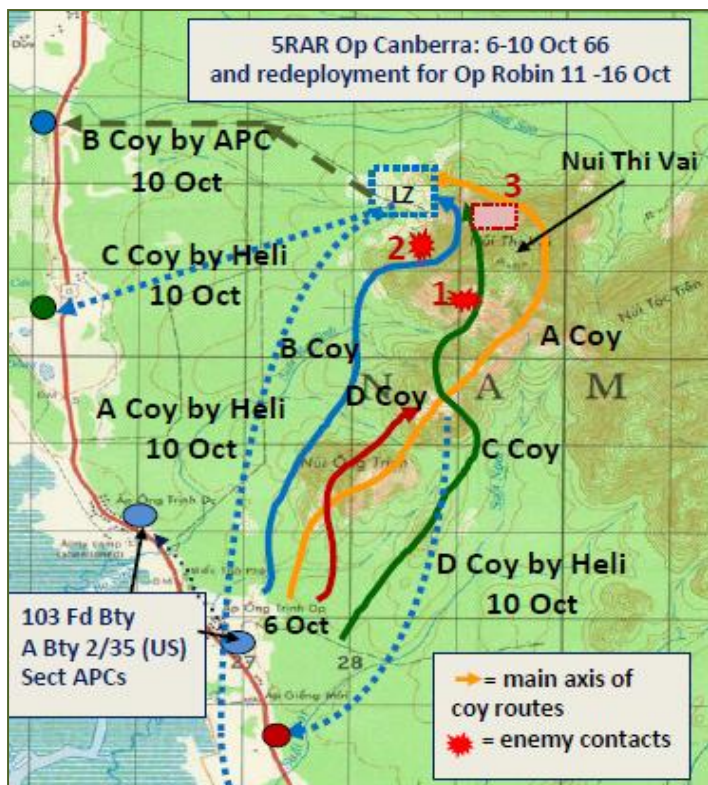 5RAR Op Canberra: 6-10 Oct 66
and redeployment for Op Robin 11 -16 Oct
B Coy by APC
10 Oct
LZ
3
Nui Thi Vai
2
C Coy by Heli
10 Oct
1
B Coy
A Coy
N A M
D Coy
A Coy by Heli
10 Oct
C Coy
D Coy by Heli
10 Oct
103 Fd Bty
A Bty 2/35 (US)
Sect APCs
6 Oct
27
28
= main axis of
coy routes
= enemy contacts